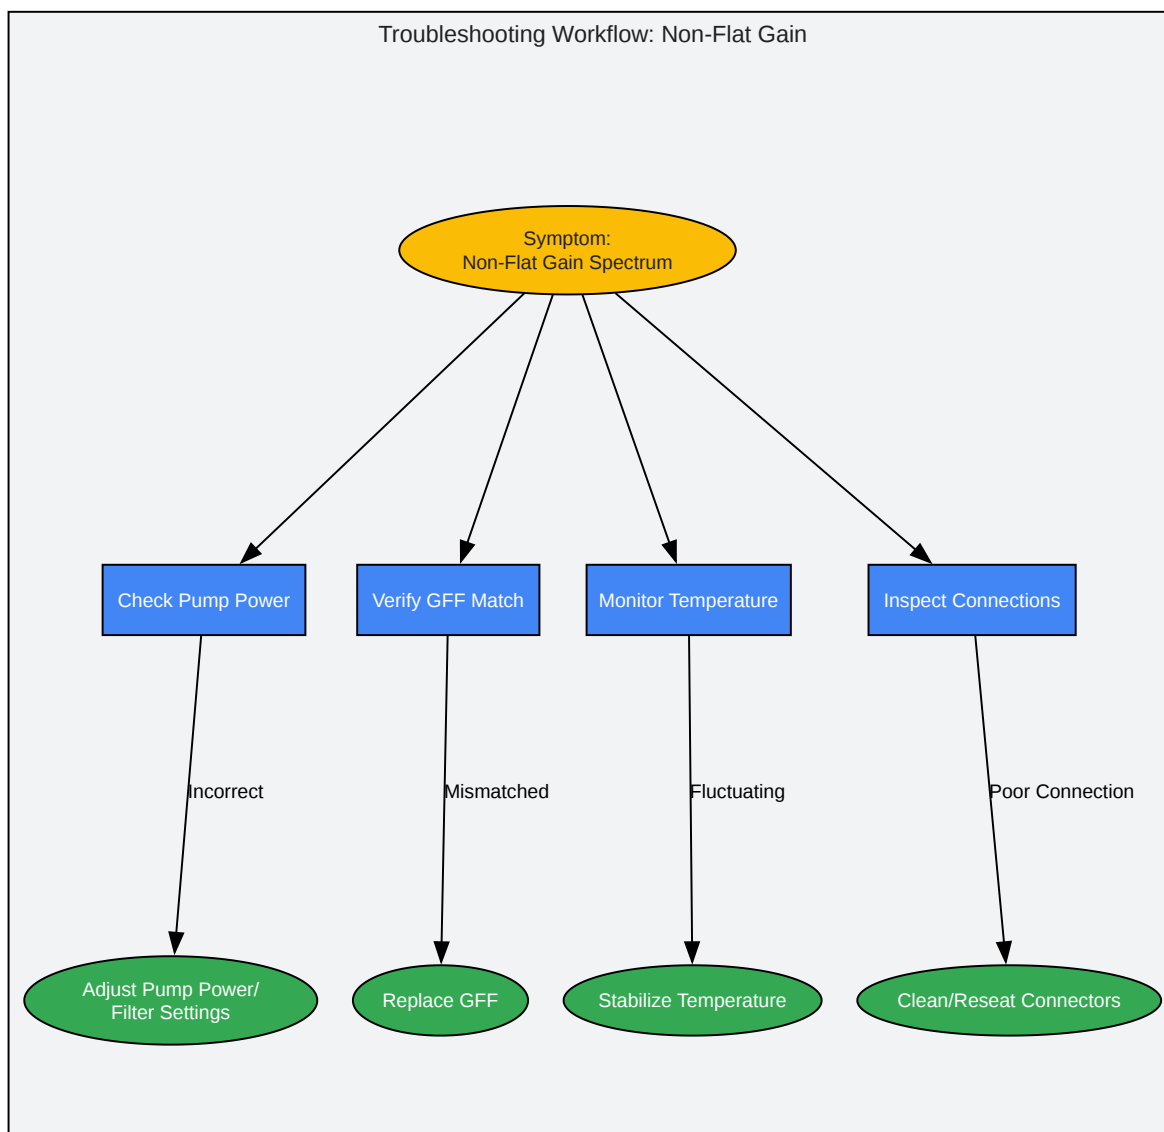 Troubleshooting Workflow: Non-Flat Gain
Symptom:
Non-Flat Gain Spectrum
Check Pump Power
Verify GFF Match
Monitor Temperature
Inspect Connections
Incorrect
Mismatched
Fluctuating
Poor Connection
Adjust Pump Power/
Filter Settings
Replace GFF
Stabilize Temperature
Clean/Reseat Connectors